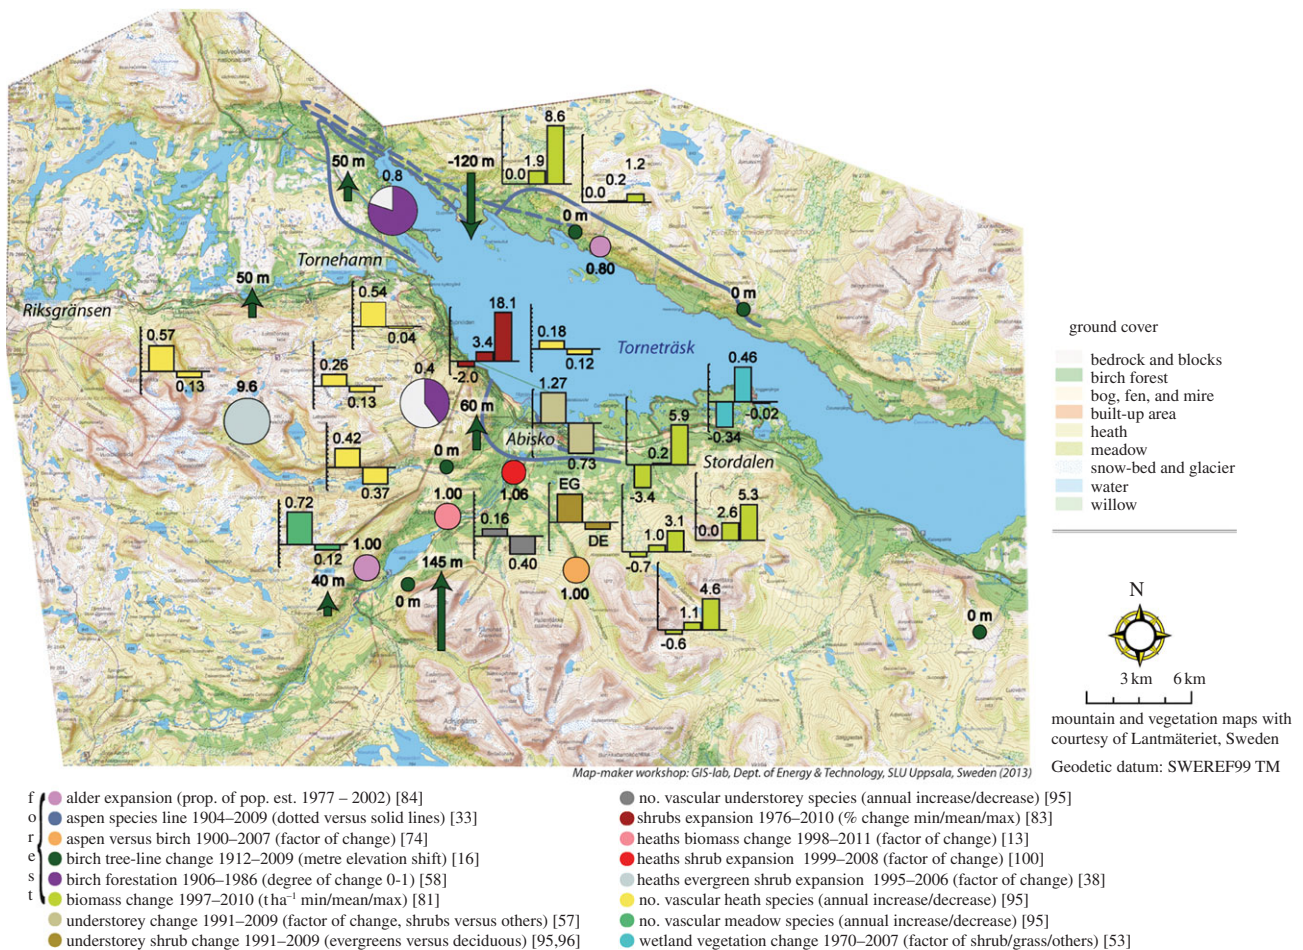 8.6
1.9
0.0
1.2
0.2
0.0
50 m
-120 m
0.8
0 m
0.80
Tornehamn
50 m
0 m
Riksgränsen
0.54
0.04
18.1
3.4
-2.0
0.18
0.12
Torneträsk
0.57
0.13
0.26
0.13
9.6
0.4
0.46
-0.02
-0.34
60 m
1.27
0.73
Abisko
5.9
0.2
-3.4
Stordalen
0.42
0.37
0 m
1.06
EG
DE
1.00
0.16
0.40
5.3
2.6
0.0
3.1
1.0
-0.7
0.72
0.12
1.00
40 m
0 m
145 m
1.00
4.6
1.1
-0.6
0 m
ground cover
bedrock and blocks
birch forest
bog, fen, and mire
built-up area
heath
meadow
snow-bed and glacier
water
willow
N
3 km 6 km
mountain and vegetation maps with
courtesy of Lantmäteriet, Sweden
Geodetic datum: SWEREF99 TM
Map-maker workshop: GIS-lab, Dept. of Energy & Technology, SLU Uppsala, Sweden (2013)
forest
alder expansion (prop. of pop. est. 1977 – 2002) [84]
aspen species line 1904–2009 (dotted versus solid lines) [33]
aspen versus birch 1900–2007 (factor of change) [74]
birch tree-line change 1912–2009 (metre elevation shift) [16]
birch forestation 1906–1986 (degree of change 0-1) [58]
biomass change 1997–2010 (t ha⁻¹ min/mean/max) [81]
understorey change 1991–2009 (factor of change, shrubs versus others) [57]
understorey shrub change 1991–2009 (evergreens versus deciduous) [95,96]
no. vascular understorey species (annual increase/decrease) [95]
shrubs expansion 1976–2010 (% change min/mean/max) [83]
heaths biomass change 1998–2011 (factor of change) [13]
heaths shrub expansion 1999–2008 (factor of change) [100]
heaths evergreen shrub expansion 1995–2006 (factor of change) [38]
no. vascular heath species (annual increase/decrease) [95]
no. vascular meadow species (annual increase/decrease) [95]
wetland vegetation change 1970–2007 (factor of shrub/grass/others) [53]